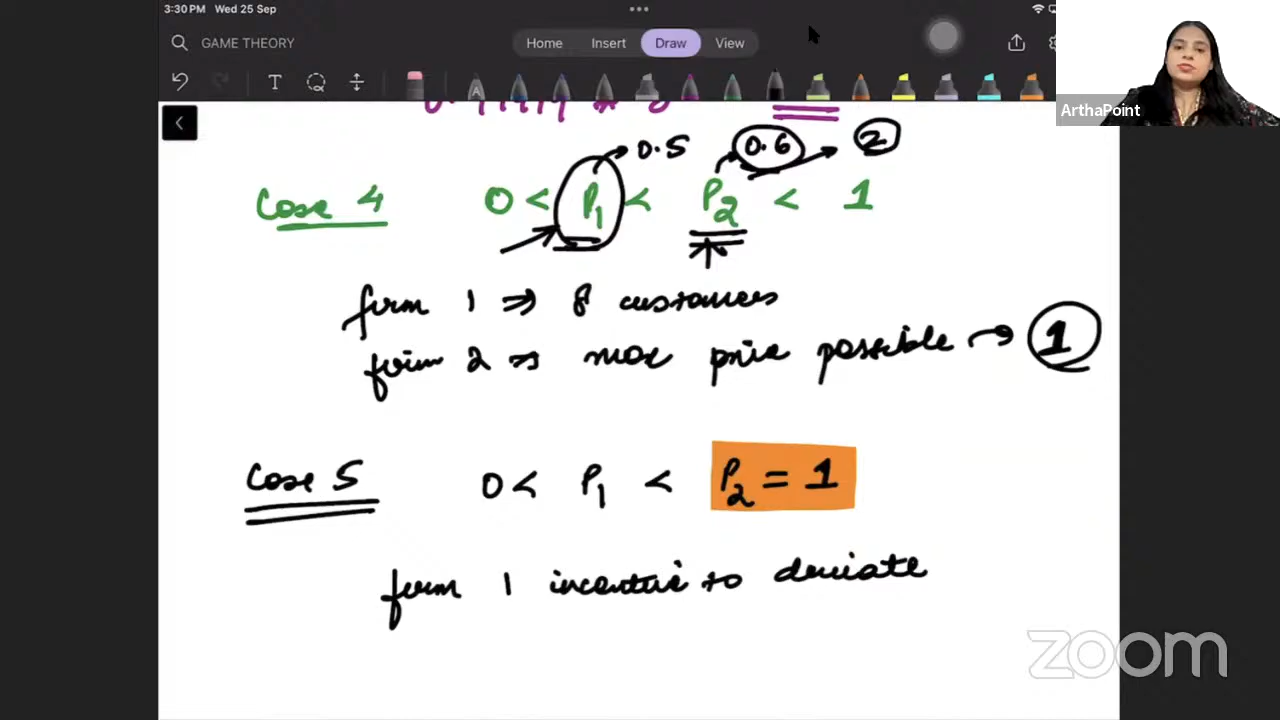 3:30 PM Wed 25 Sep
GAME THEORY
Home Insert Draw View
ArthaPoint
0.5 0.6 2
Case 4 0 < P1 < P2 < 1
firm 1 ⇒ 8 customers
firm 2 ⇒ max price possible → 1
Case 5 0 < P1 < P2 = 1
firm 1 incentive to deviate
zoom